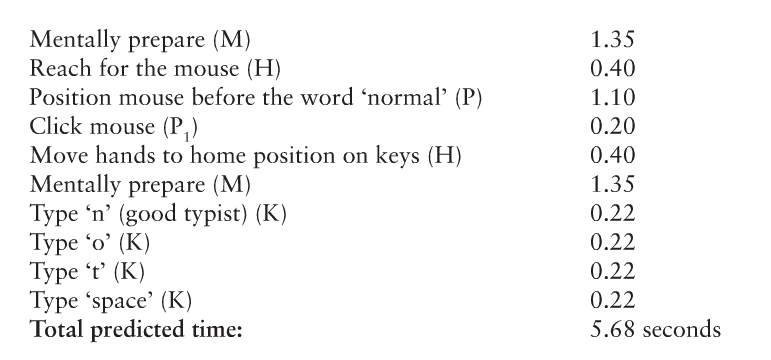 Mentally prepare (M) 1.35
Reach for the mouse (H) 0.40
Position mouse before the word ‘normal’ (P) 1.10
Click mouse (P₁) 0.20
Move hands to home position on keys (H) 0.40
Mentally prepare (M) 1.35
Type ‘n’ (good typist) (K) 0.22
Type ‘o’ (K) 0.22
Type ‘t’ (K) 0.22
Type ‘space’ (K) 0.22
Total predicted time: 5.68 seconds